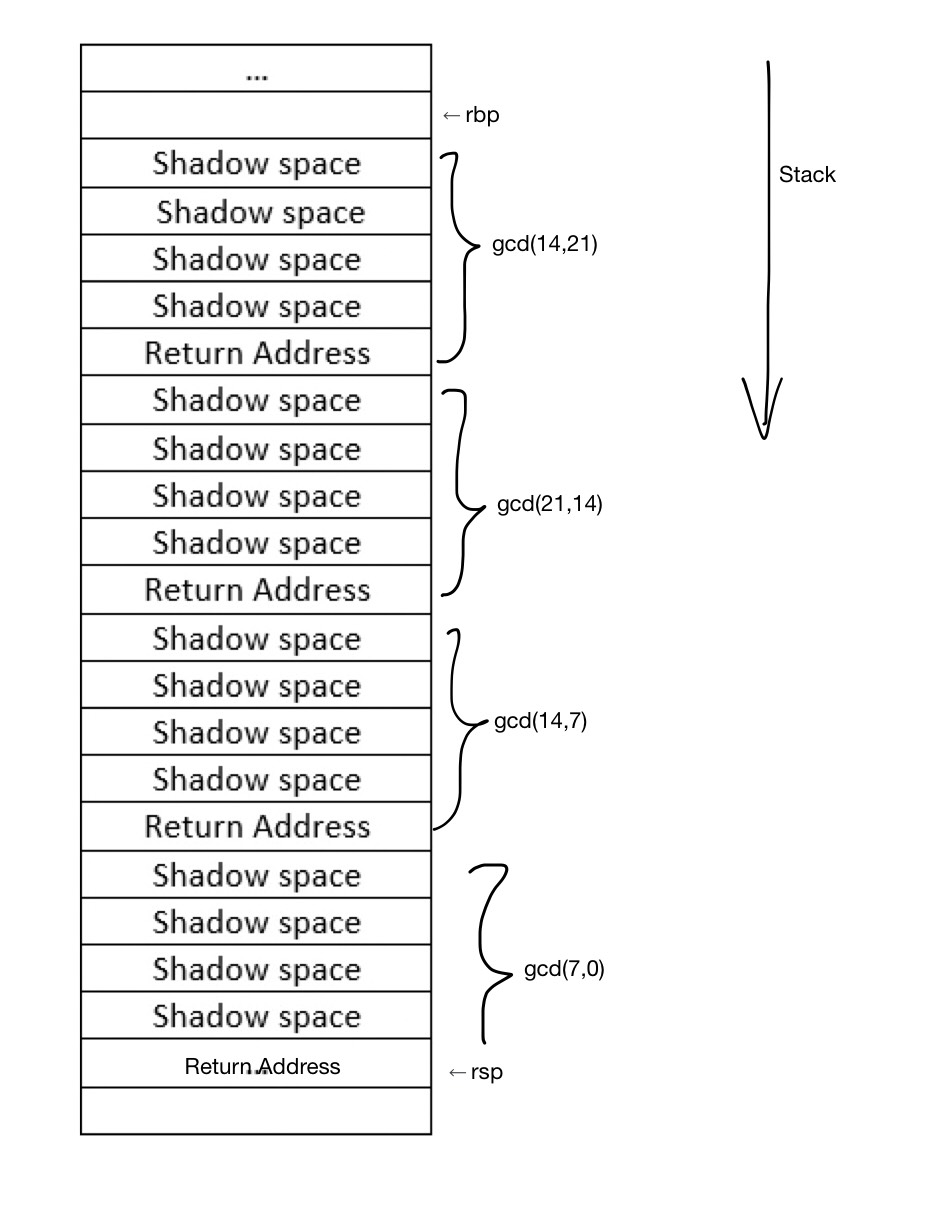 ...
← rbp
Stack
Shadow space
Shadow space
gcd(14,21)
Shadow space
Shadow space
Return Address
Shadow space
Shadow space
Shadow space
gcd(21,14)
Shadow space
Return Address
Shadow space
Shadow space
gcd(14,7)
Shadow space
Shadow space
Return Address
Shadow space
Shadow space
Shadow space
gcd(7,0)
Shadow space
Return Address
...
← rsp